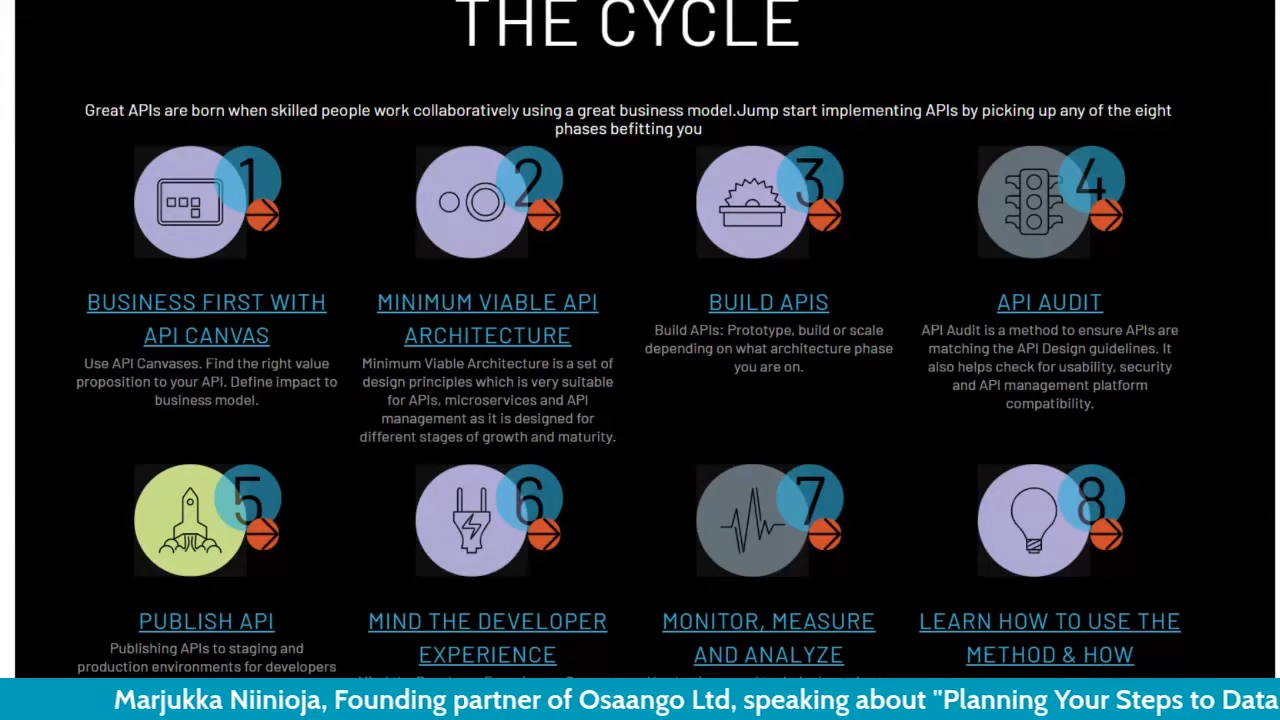 THE CYCLE
Great APIs are born when skilled people work collaboratively using a great business model.Jump start implementing APIs by picking up any of the eight
phases befitting you
1
2
3
4
BUSINESS FIRST WITH
API CANVAS
Use API Canvases. Find the right value
proposition to your API. Define impact to
business model.
MINIMUM VIABLE API
ARCHITECTURE
Minimum Viable Architecture is a set of
design principles which is very suitable
for APIs, microservices and API
management as it is designed for
different stages of growth and maturity.
BUILD APIS
Build APIs: Prototype, build or scale
depending on what architecture phase
you are on.
API AUDIT
API Audit is a method to ensure APIs are
matching the API Design guidelines. It
also helps check for usability, security
and API management platform
compatibility.
5
6
7
8
PUBLISH API
Publishing APIs to staging and
production environments for developers
MIND THE DEVELOPER
EXPERIENCE
MONITOR, MEASURE
AND ANALYZE
LEARN HOW TO USE THE
METHOD & HOW
Marjukka Niinioja, Founding partner of Osaango Ltd, speaking about "Planning Your Steps to Data